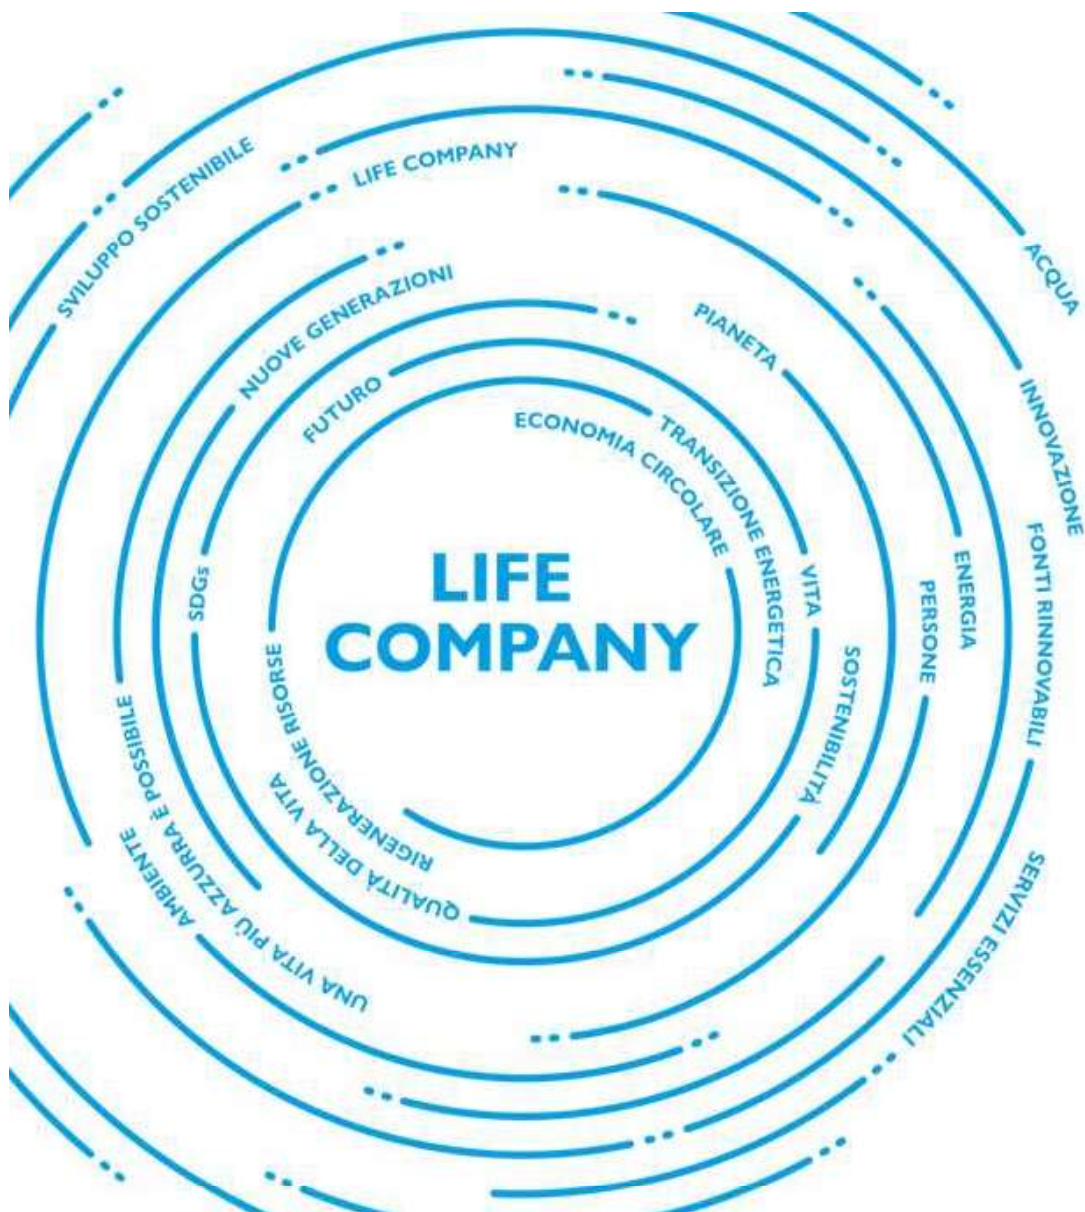 SVILUPPO SOSTENIBILE
LIFE COMPANY
ACQUA
NUOVE GENERAZIONI
PIANETA
INNOVAZIONE
FUTURO
ECONOMIA CIRCOLARE
TRANSIZIONE ENERGETICA
FONTI RINNOVABILI
ENERGIA
VITA
PERSONE
SDGs
LIFE
COMPANY
SOSTENIBILITÀ
RIGENERAZIONE RISORSE
QUALITÀ DELLA VITA
UNA VITA PIÙ AZZURRA È POSSIBILE
AMBIENTE
SERVIZI ESSENZIALI